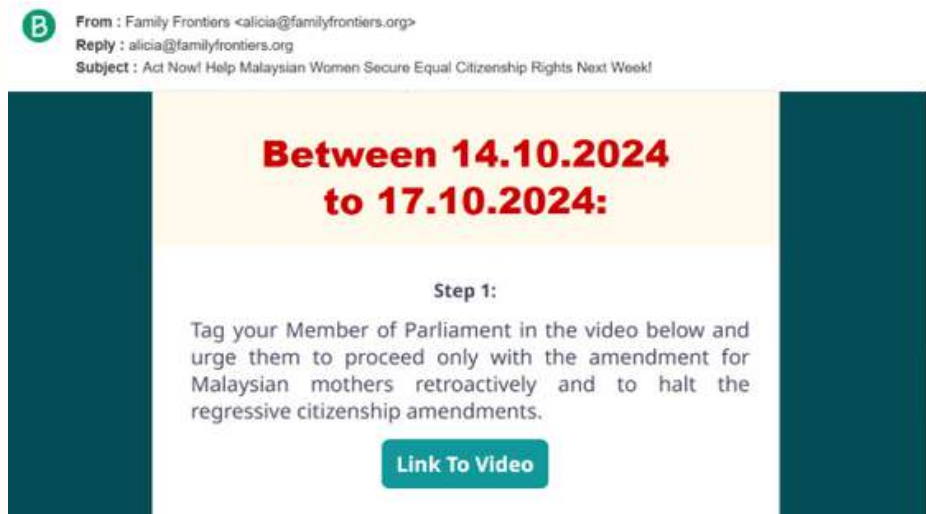 B
From : Family Frontiers <alicia@familyfrontiers.org>
Reply : alicia@familyfrontiers.org
Subject : Act Now! Help Malaysian Women Secure Equal Citizenship Rights Next Week!
Between 14.10.2024
to 17.10.2024:
Step 1:
Tag your Member of Parliament in the video below and
urge them to proceed only with the amendment for
Malaysian mothers retroactively and to halt the
regressive citizenship amendments.
Link To Video